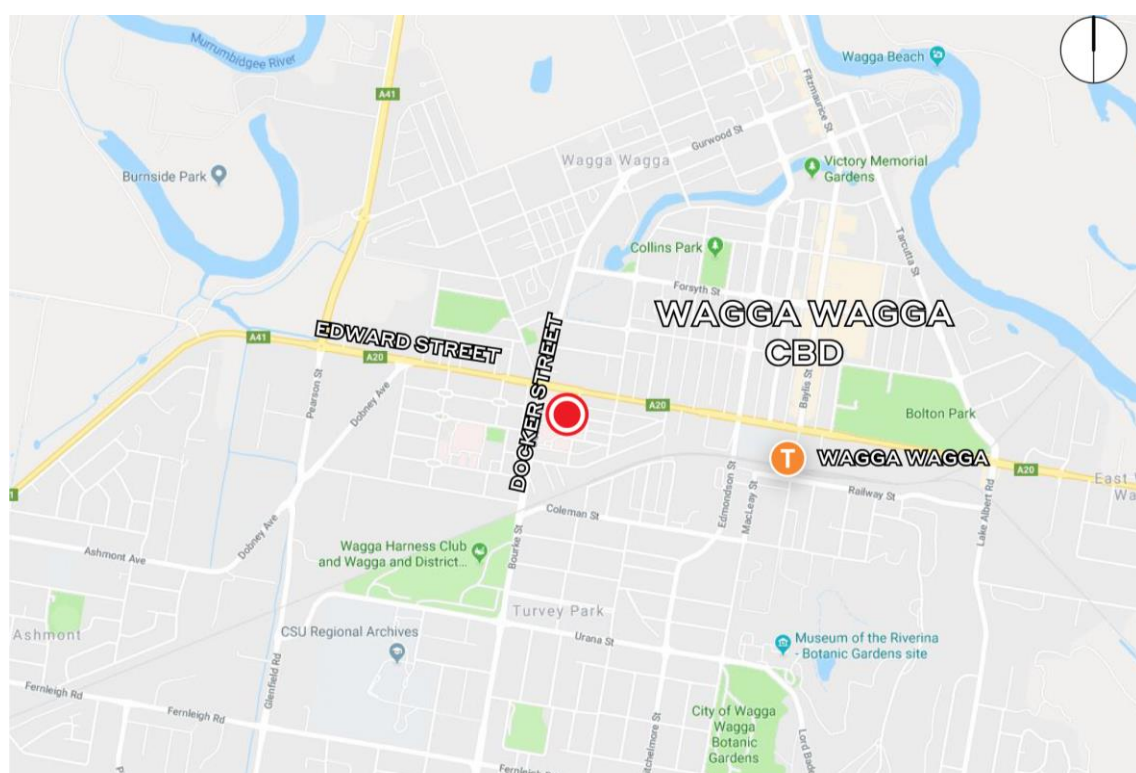 Murrumbidgee River
A41
Wagga Beach
Fitzmaurice St
Gurwood St
Wagga Wagga
Burnside Park
Victory Memorial
Gardens
Tarcutta St
Collins Park
Forsyth St
WAGGA WAGGA
CBD
A41
EDWARD STREET
A20
Pearson St
Dobney Ave
DOCKER STREET
A20
Baylis St
Bolton Park
T
WAGGA WAGGA
A20
East
Wa
Edmondson St
MacLeay St
Railway St
Lake Albert Rd
Coleman St
Bourke St
Dobney Ave
Ashmont Ave
Wagga Harness Club
and Wagga and District...
Turvey Park
Ashmont
CSU Regional Archives
Urana St
Museum of the Riverina
- Botanic Gardens site
Glenfield Rd
Fernleigh Rd
Fernleigh Rd
City of Wagga
Wagga
Botanic
Gardens